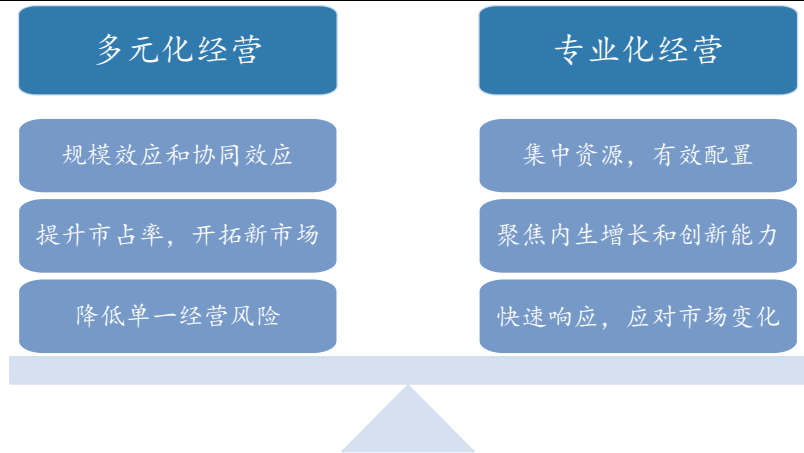 多元化经营
专业化经营
规模效应和协同效应
集中资源，有效配置
提升市占率，开拓新市场
聚焦内生增长和创新能力
降低单一经营风险
快速响应，应对市场变化